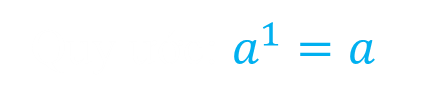 a¹ = a